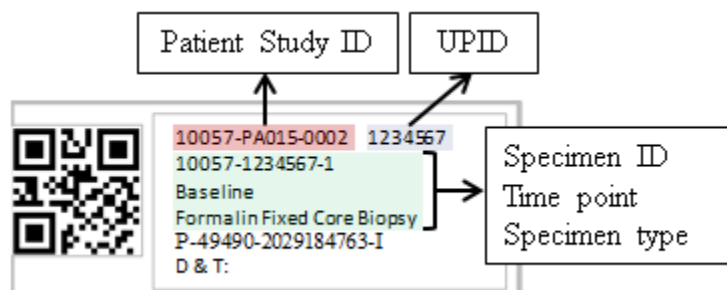 Patient Study ID
UPID
10057-PA015-0002 1234567
10057-1234567-1
Baseline
Formalin Fixed Core Biopsy
P-49490-2029184763-I
D & T:
Specimen ID
Time point
Specimen type